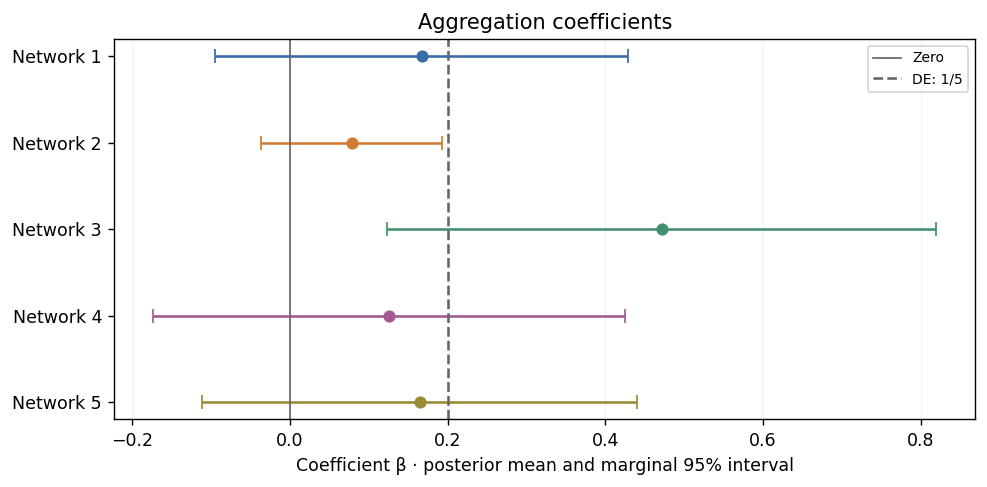 Aggregation coefficients
Network 1
Network 2
Network 3
Network 4
Network 5
Zero
DE: 1/5
−0.2 0.0 0.2 0.4 0.6 0.8
Coefficient β · posterior mean and marginal 95% interval